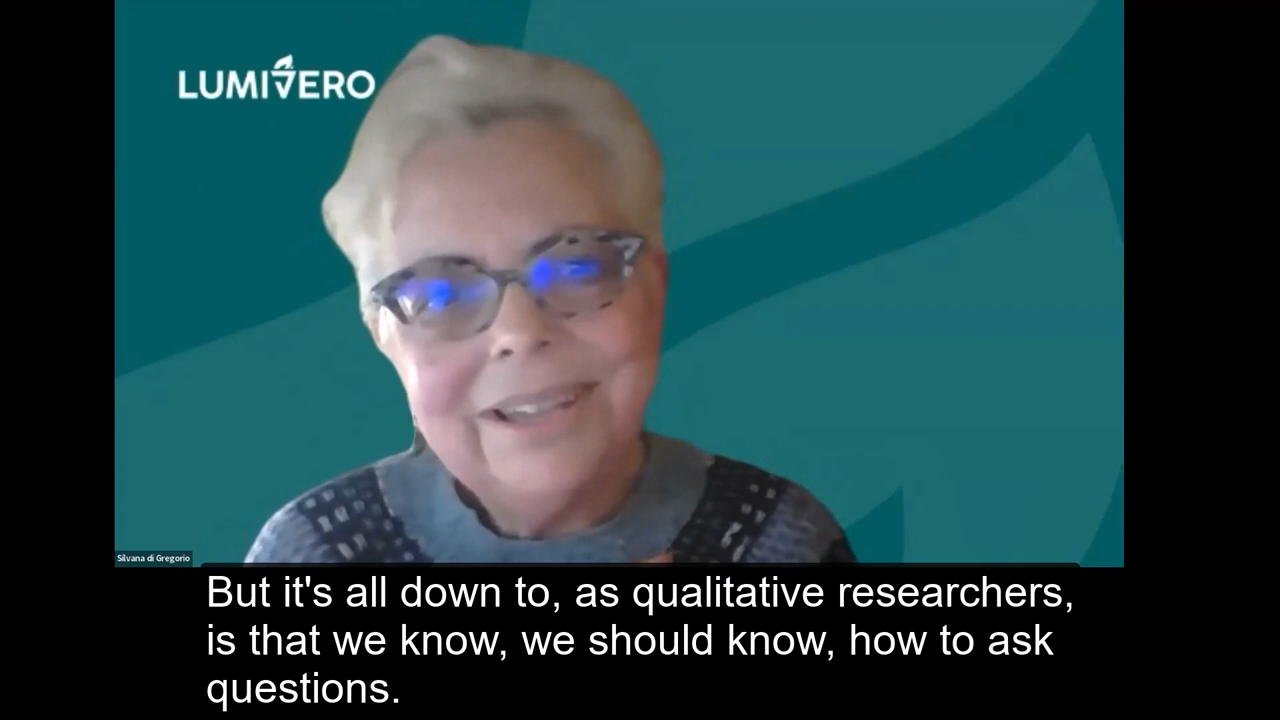 LUMIVERO
Silvana di Gregorio
But it's all down to, as qualitative researchers,
is that we know, we should know, how to ask
questions.